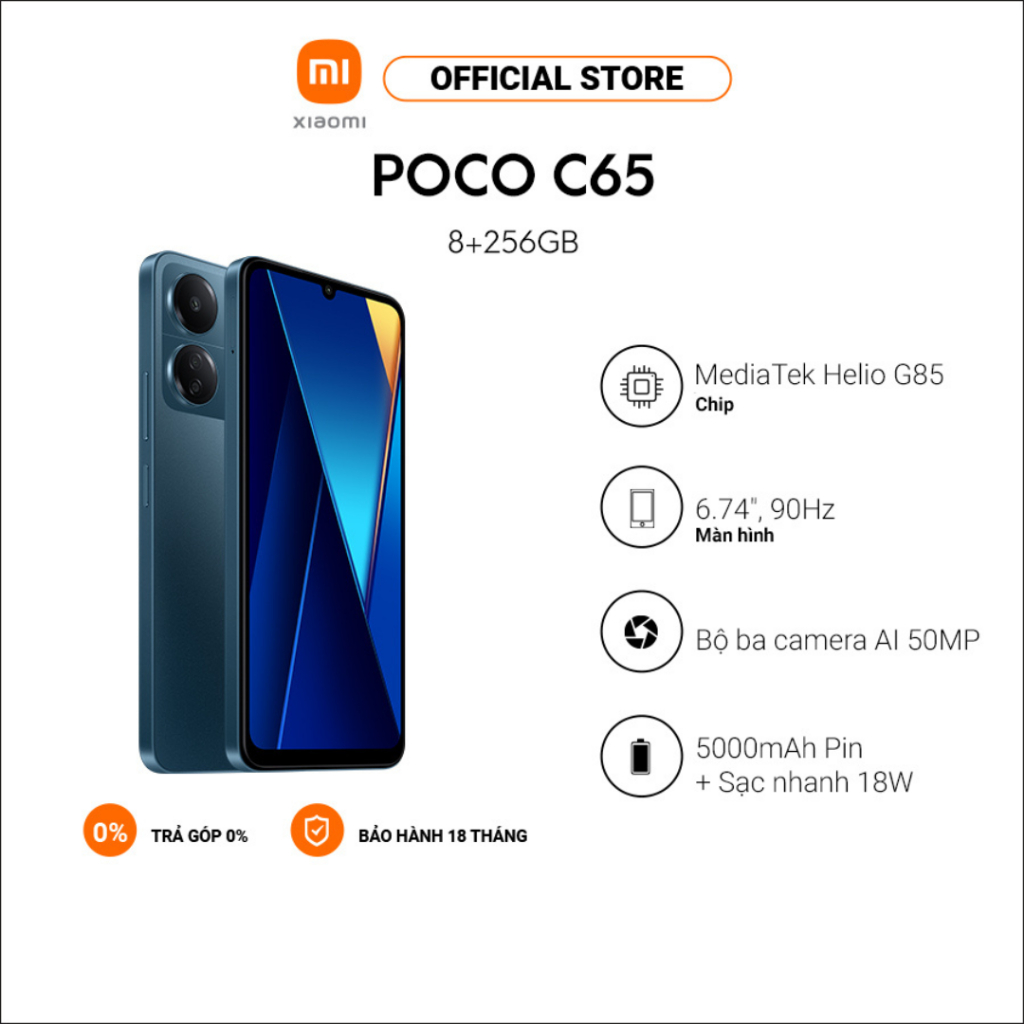 mi
xiaomi
OFFICIAL STORE
POCO C65
8+256GB
MediaTek Helio G85
Chip
6.74", 90Hz
Màn hình
Bộ ba camera AI 50MP
5000mAh Pin
+ Sạc nhanh 18W
0%
TRẢ GÓP 0%
BẢO HÀNH 18 THÁNG